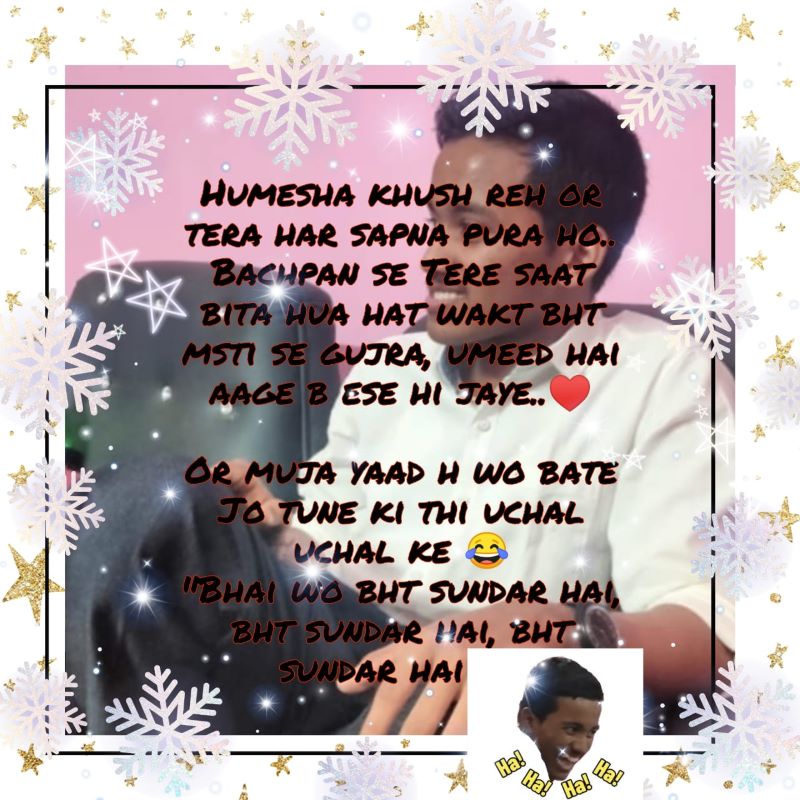 Humesha khush reh or
tera har sapna pura ho..
Bachpan se Tere saat
bita hua hat wakt bht
msti se gujra, umeed hai
aage b ese hi jaye..♥️
Or muja yaad h wo bate
Jo tune ki thi uchal
uchal ke 😂
"Bhai wo bht sundar hai,
bht sundar hai, bht
sundar hai
Ha! Ha! Ha! Ha!